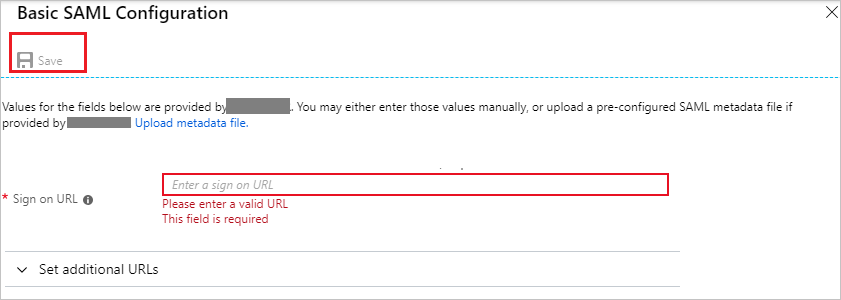 Basic SAML Configuration
Save
Values for the fields below are provided by . You may either enter those values manually, or upload a pre-configured SAML metadata file if
provided by Upload metadata file.
* Sign on URL
Enter a sign on URL
Please enter a valid URL
This field is required
Set additional URLs